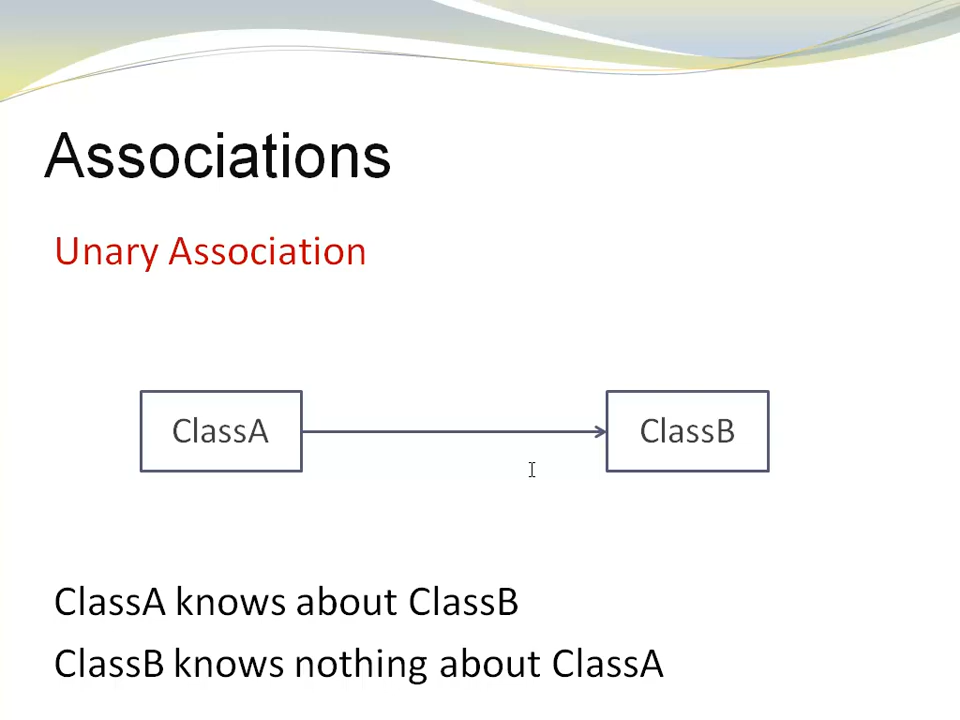 Associations
Unary Association
ClassA
ClassB
ClassA knows about ClassB
ClassB knows nothing about ClassA